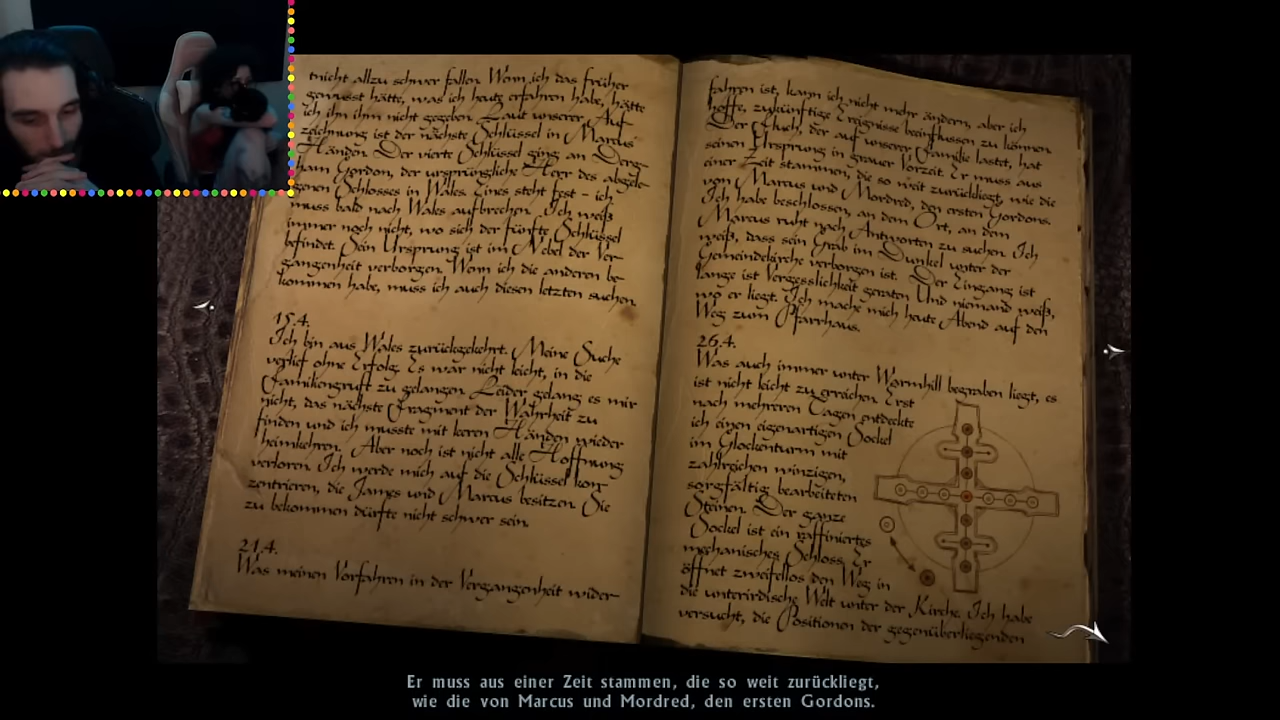 nicht allzu schwer fallen. Wenn ich das früher
gewusst hätte, was ich heute erfahren habe, hätte
ich ihn ihm nicht gegeben. Laut unserer Auf-
zeichnung ist der nächste Schlüssel in Marcus'
Händen. Der vierte Schlüssel ging an Derg-
ham Gordon, der ursprüngliche Herr des abgele-
genen Schlosses in Wales. Eines steht fest - ich
muss bald nach Wales aufbrechen. Ich weiß
immer noch nicht, wo sich der fünfte Schlüssel
befindet. Sein Ursprung ist im Nebel der Ver-
gangenheit verborgen. Wenn ich die anderen be-
kommen habe, muss ich auch diesen letzten suchen.
15.4.
Ich bin aus Wales zurückgekehrt. Meine Suche
verlief ohne Erfolg. Es war nicht leicht, in die
Familiengruft zu gelangen. Leider gelang es mir
nicht, das nächste Fragment der Wahrheit zu
finden und ich musste mit leeren Händen wieder
heimkehren. Aber noch ist nicht alle Hoffnung
verloren. Ich werde mich auf die Schlüssel kon-
zentrieren, die James und Marcus besitzen. Sie
zu bekommen dürfte nicht schwer sein.
21.4.
Was meinen Vorfahren in der Vergangenheit wider-
fahren ist, kann ich nicht mehr ändern, aber ich
hoffe, zukünftige Ereignisse beeinflussen zu können.
Der Fluch, der auf unserer Familie lastet, hat
seinen Ursprung in grauer Vorzeit. Er muss aus
einer Zeit stammen, die so weit zurückliegt, wie die
von Marcus und Mordred, den ersten Gordons.
Ich habe beschlossen, an dem Ort, an dem
Marcus ruht nach Antworten zu suchen. Ich
weiß, dass sein Grab im Dunkel unter der
Gemeindekirche verborgen ist. Der Eingang ist
lange ist Vergesslichkeit geraten. Und niemand weiß,
wo er liegt. Ich mache mich heute Abend auf den
Weg zum Pfarrhaus.
26.4.
Was auch immer unter Warmhill begraben liegt, es
ist nicht leicht zu erreichen. Erst
nach mehreren Tagen entdeckte
ich einen eigenartigen Sockel
im Glockenturm mit
zahlreichen winzigen,
sorgfältig bearbeiteten
Steinen. Der ganze
Sockel ist ein raffiniertes
mechanisches Schloss. Er
öffnet zweifellos den Weg in
die unterirdische Welt unter der Kirche. Ich habe
versucht, die Positionen der gegenüberliegenden
Er muss aus einer Zeit stammen, die so weit zurückliegt,
wie die von Marcus und Mordred, den ersten Gordons.